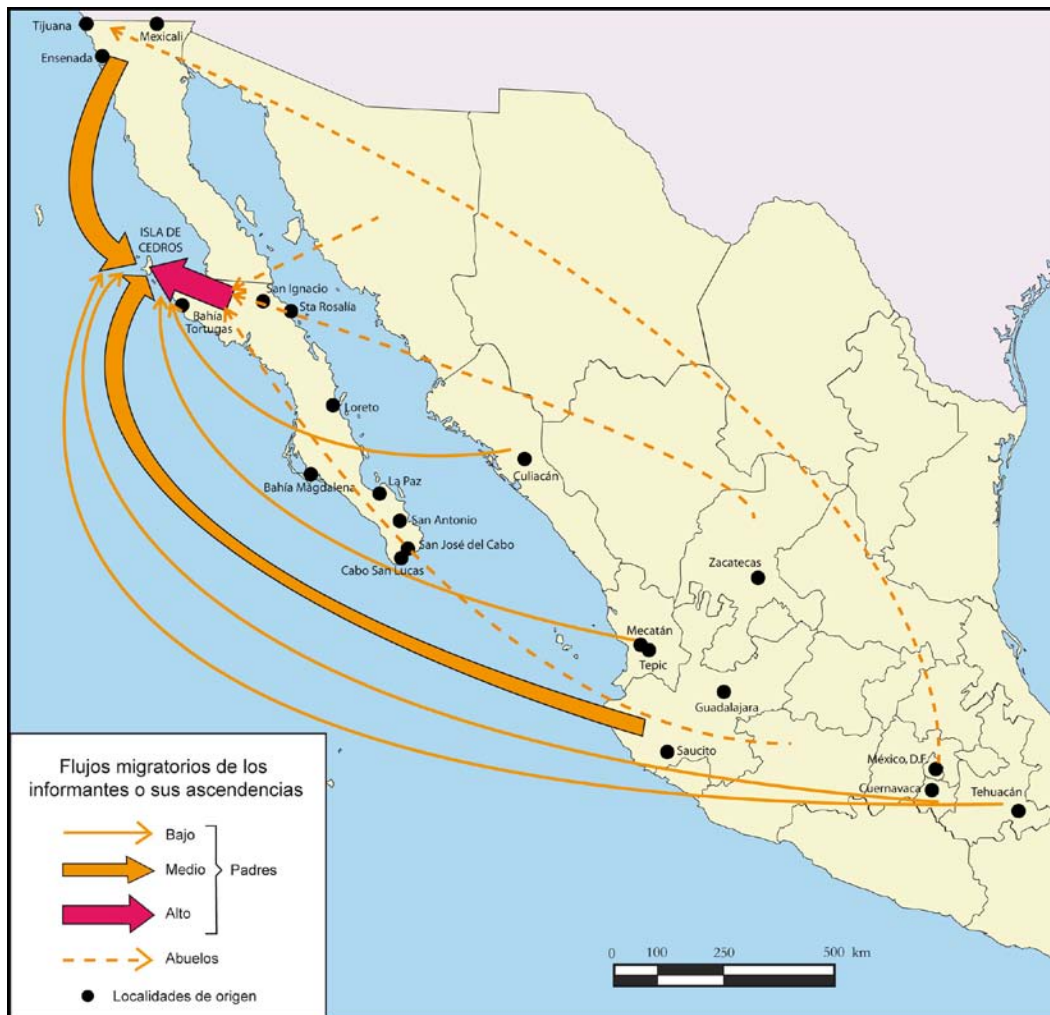 Tijuana
Mexicali
Ensenada
ISLA DE
CEDROS
San Ignacio
Sta Rosalía
Bahía
Tortugas
Loreto
Culiacán
Bahía Magdalena
La Paz
San Antonio
San José del Cabo
Cabo San Lucas
Zacatecas
Mecatán
Tepic
Guadalajara
Saucito
México, D.F.
Cuernavaca
Tehuacán
Flujos migratorios de los
informantes o sus ascendencias
Bajo
Medio
Padres
Alto
Abuelos
Localidades de origen
0 100 250 500 km